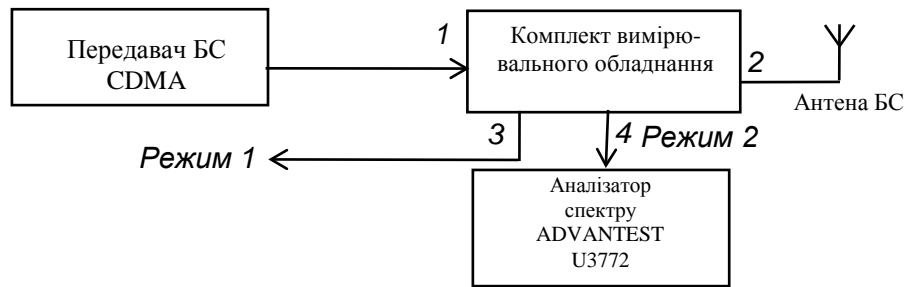 Передавач БС
CDMA
1
Комплект вимірю-
вального обладнання
2
Антена БС
3
4
Режим 2
Режим 1
Аналізатор
спектру
ADVANTEST
U3772